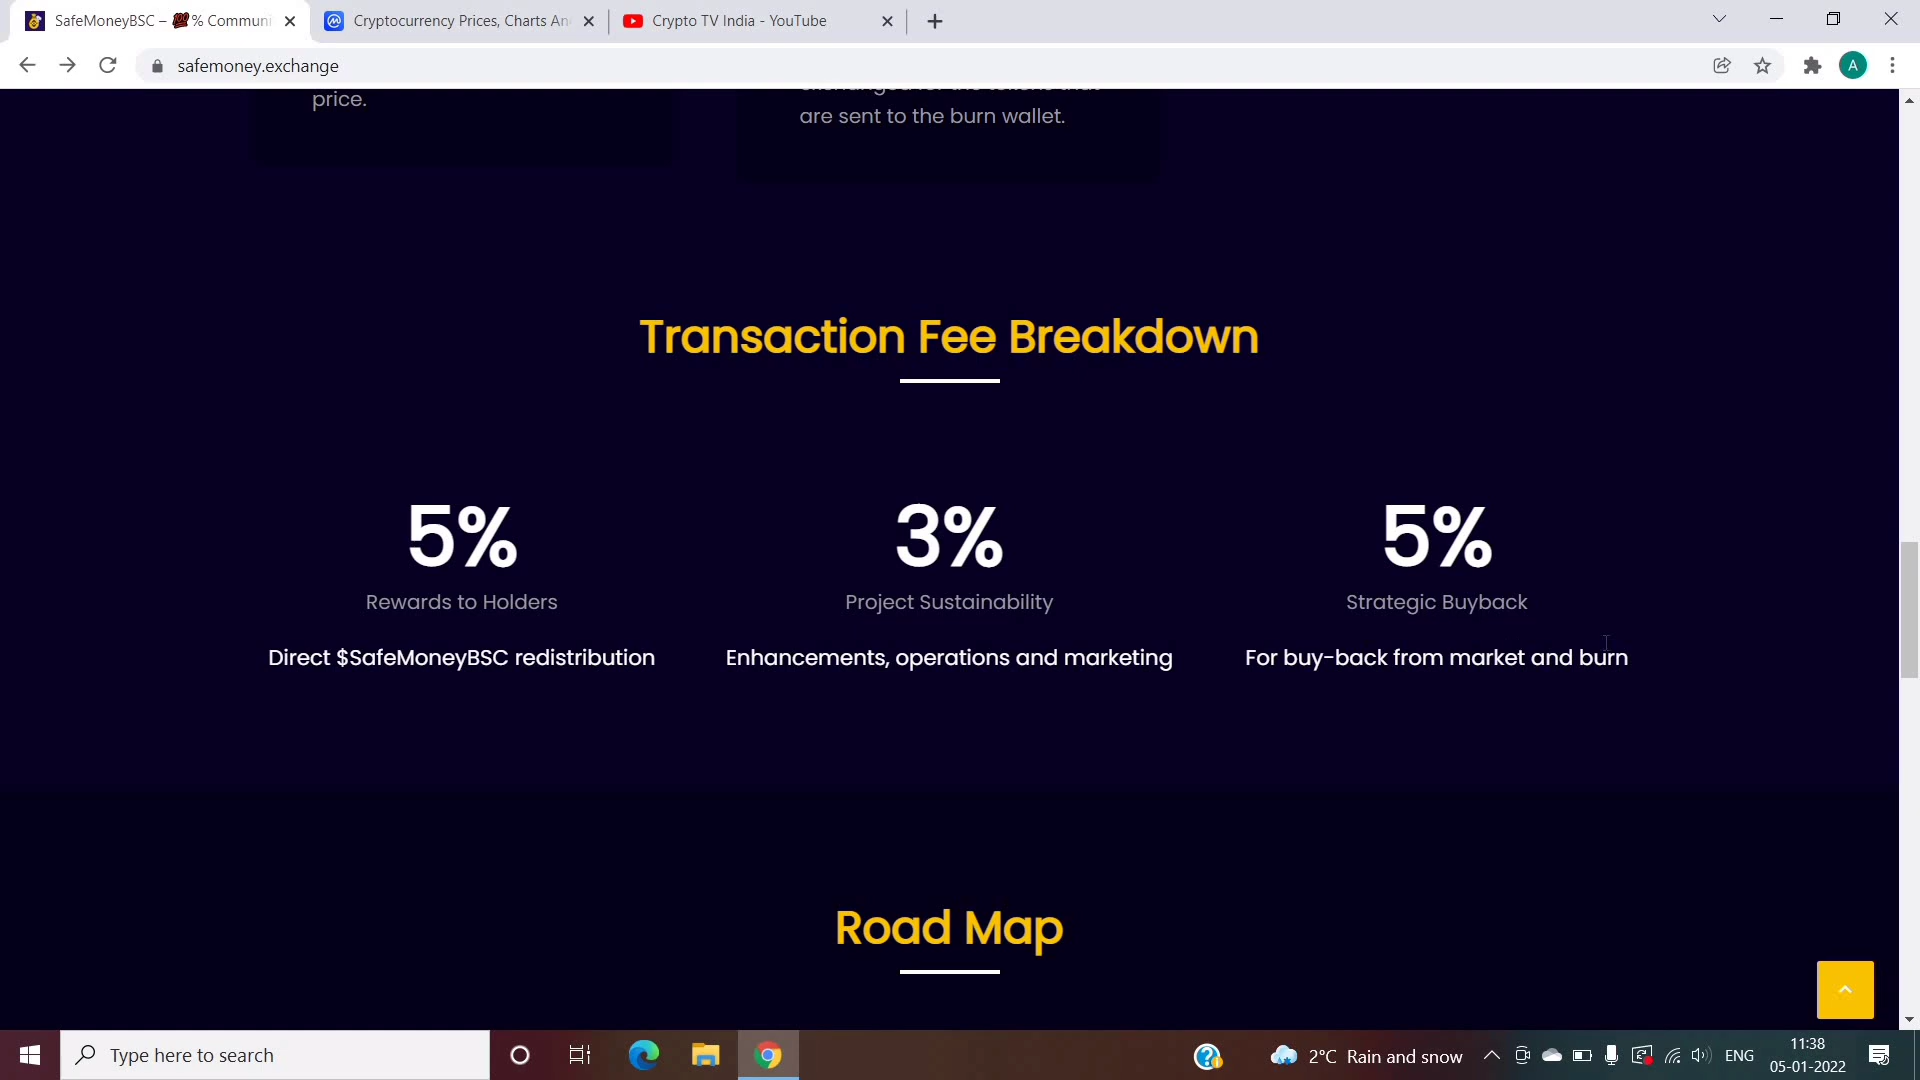 SafeMoneyBSC – 💯% Communi
Cryptocurrency Prices, Charts An
Crypto TV India - YouTube
safemoney.exchange
A
price.
are sent to the burn wallet.
Transaction Fee Breakdown
5%
Rewards to Holders
Direct $SafeMoneyBSC redistribution
3%
Project Sustainability
Enhancements, operations and marketing
5%
Strategic Buyback
For buy-back from market and burn
Road Map
Type here to search
2°C Rain and snow
ENG
11:38
05-01-2022